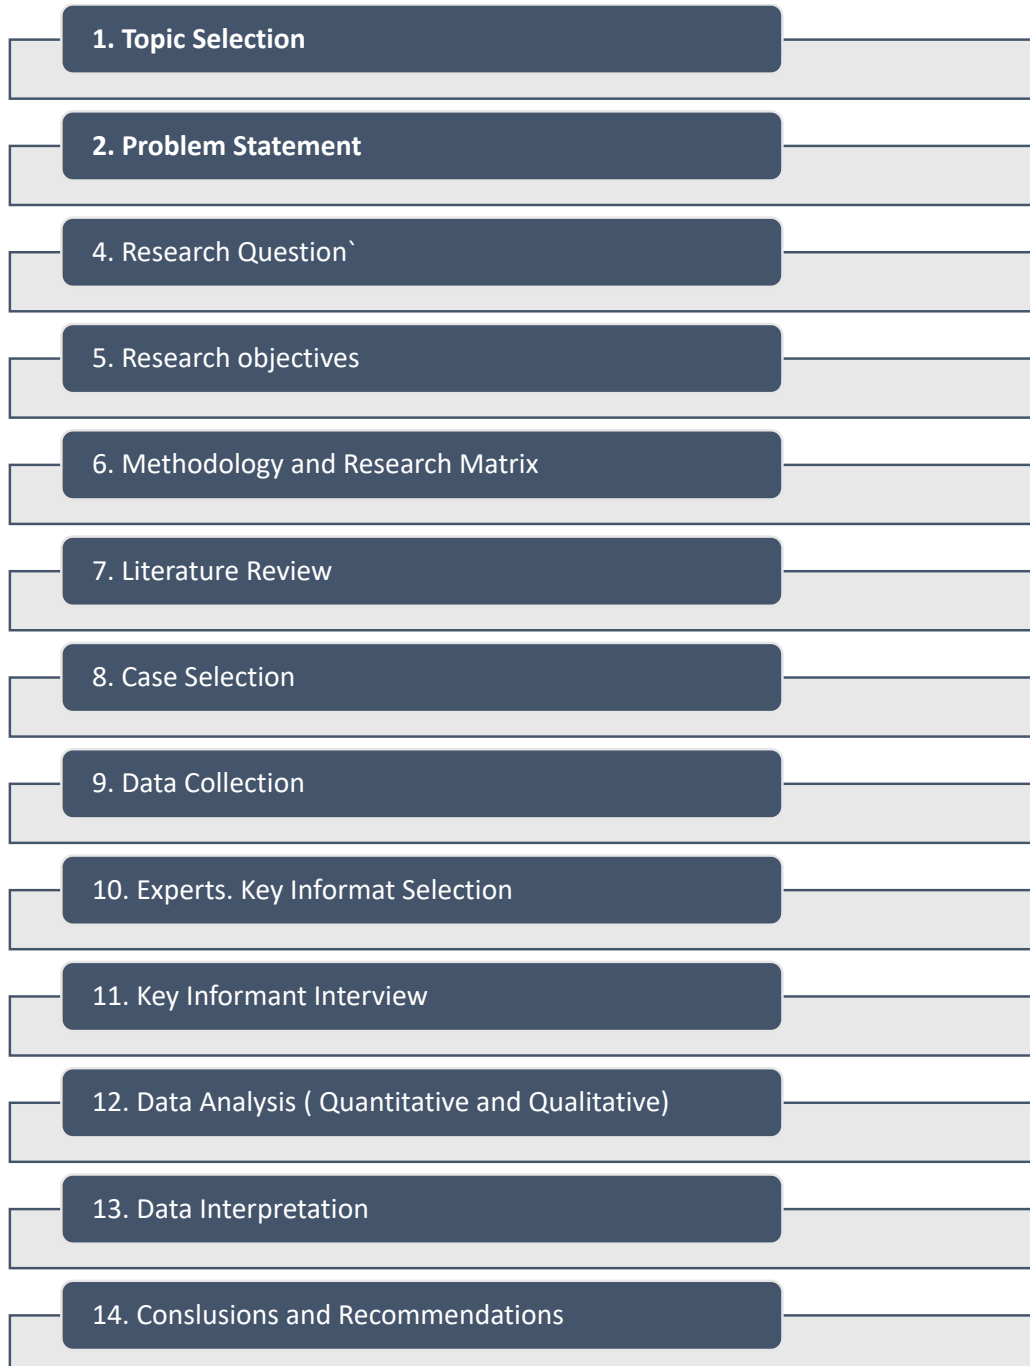 1. Topic Selection
2. Problem Statement
4. Research Question`
5. Research objectives
6. Methodology and Research Matrix
7. Literature Review
8. Case Selection
9. Data Collection
10. Experts. Key Informat Selection
11. Key Informant Interview
12. Data Analysis ( Quantitative and Qualitative)
13. Data Interpretation
14. Conslusions and Recommendations